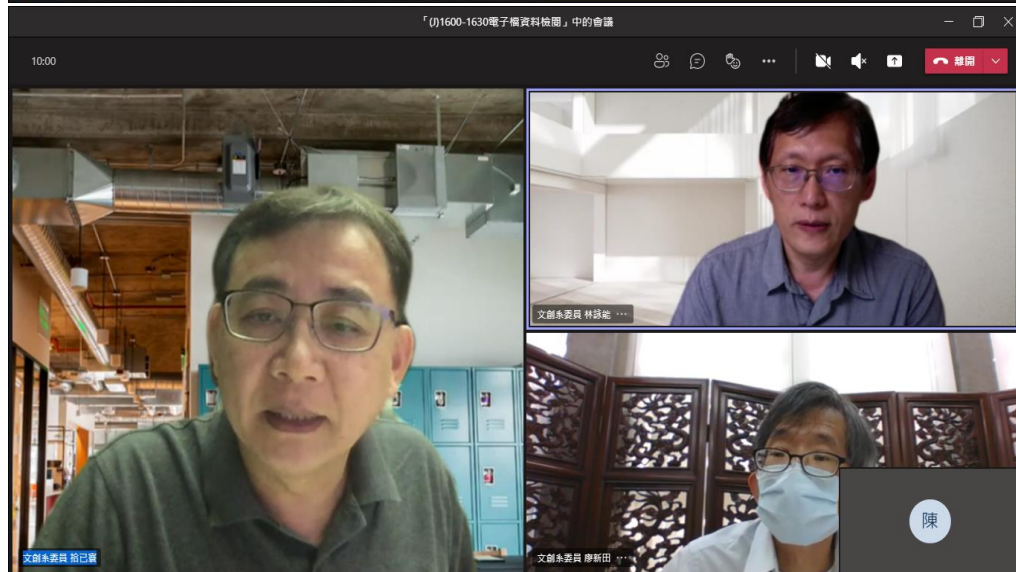 「(J)1600-1630電子檔資料檢閱」中的會議
10:00
離開
文創系委員 林詠能 ...
文創系委員 拾已寰
文創系委員 廖新田 ...
陳